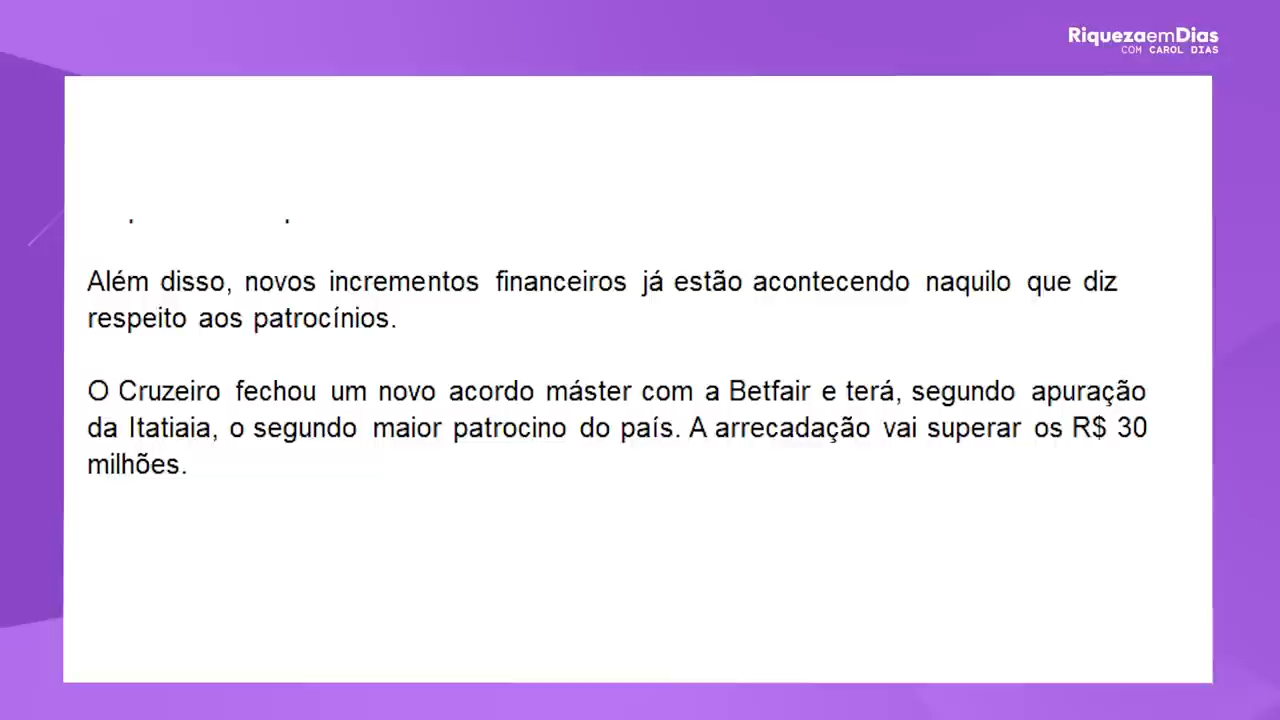 RiquezaemDias
COM CAROL DIAS
Além disso, novos incrementos financeiros já estão acontecendo naquilo que diz
respeito aos patrocínios.
O Cruzeiro fechou um novo acordo máster com a Betfair e terá, segundo apuração
da Itatiaia, o segundo maior patrocino do país. A arrecadação vai superar os R$ 30
milhões.